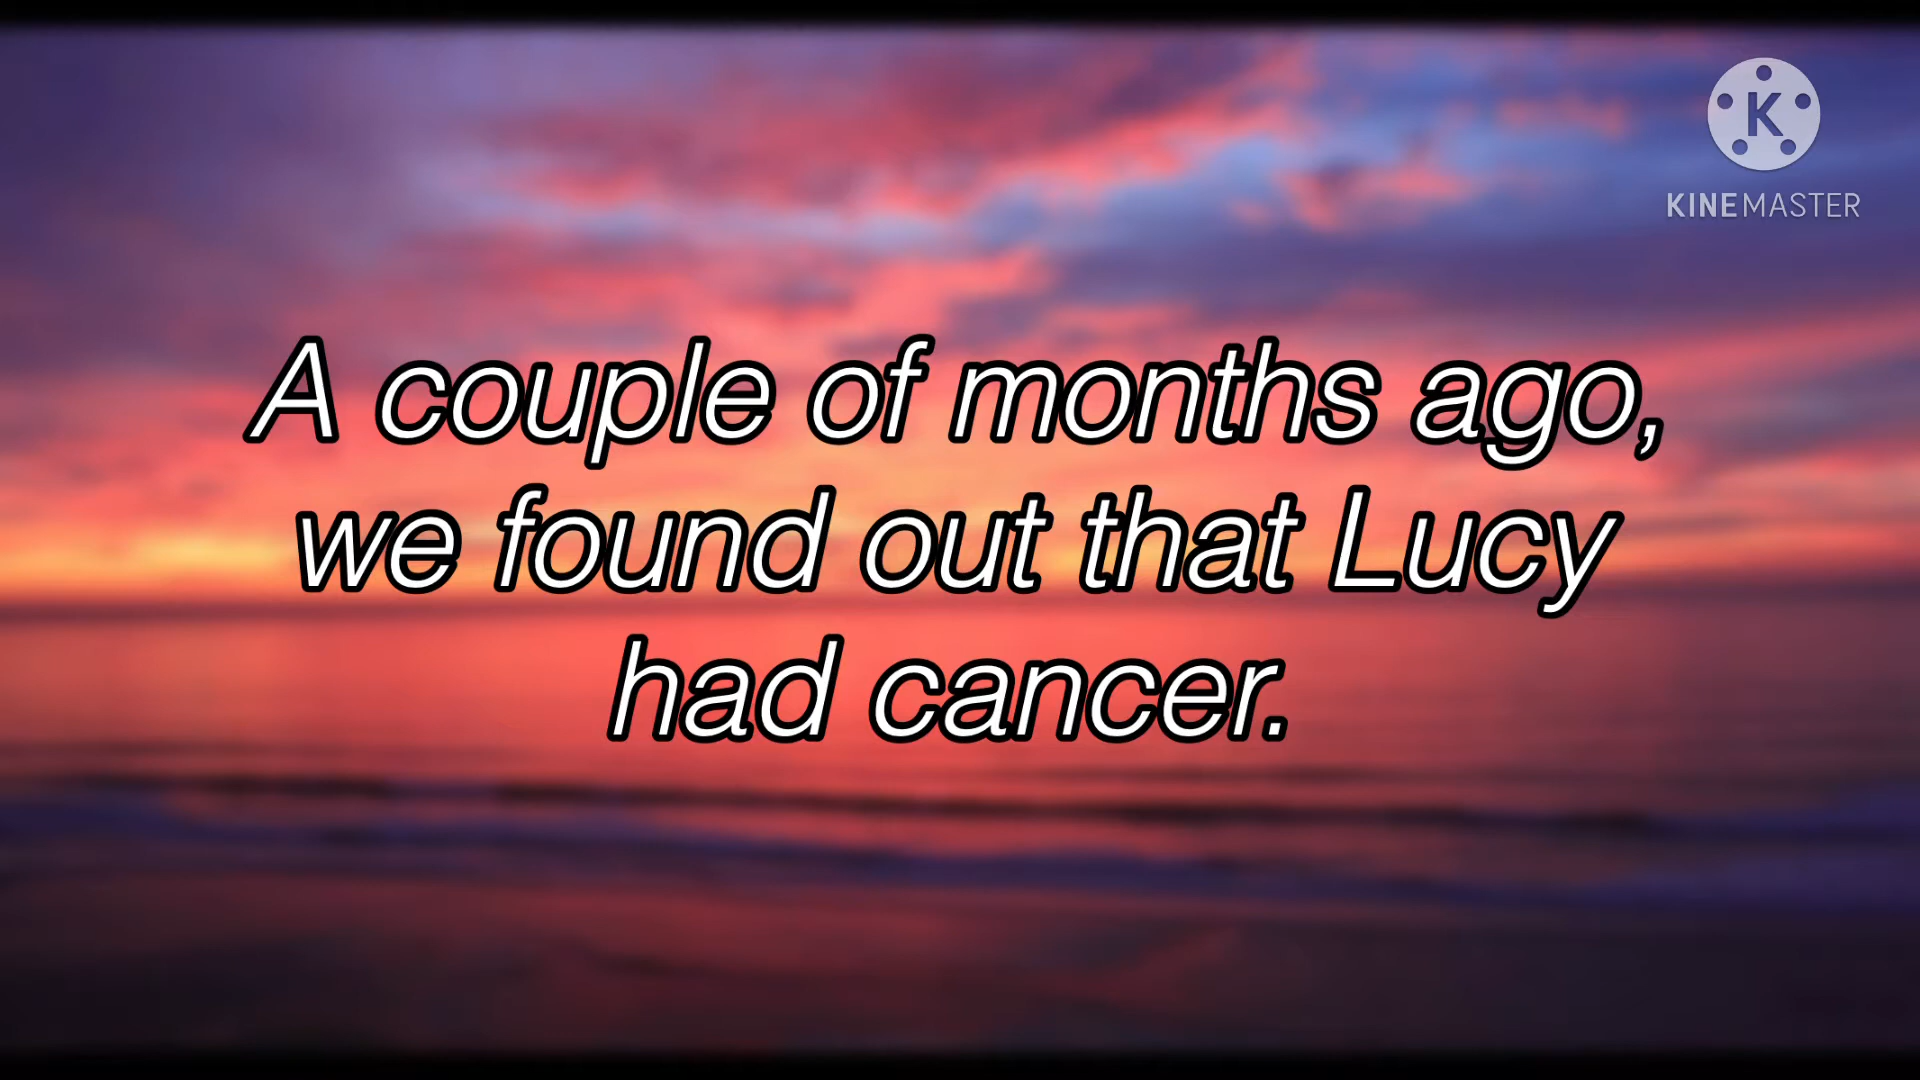 K
KINEMASTER
A couple of months ago,
we found out that Lucy
had cancer.